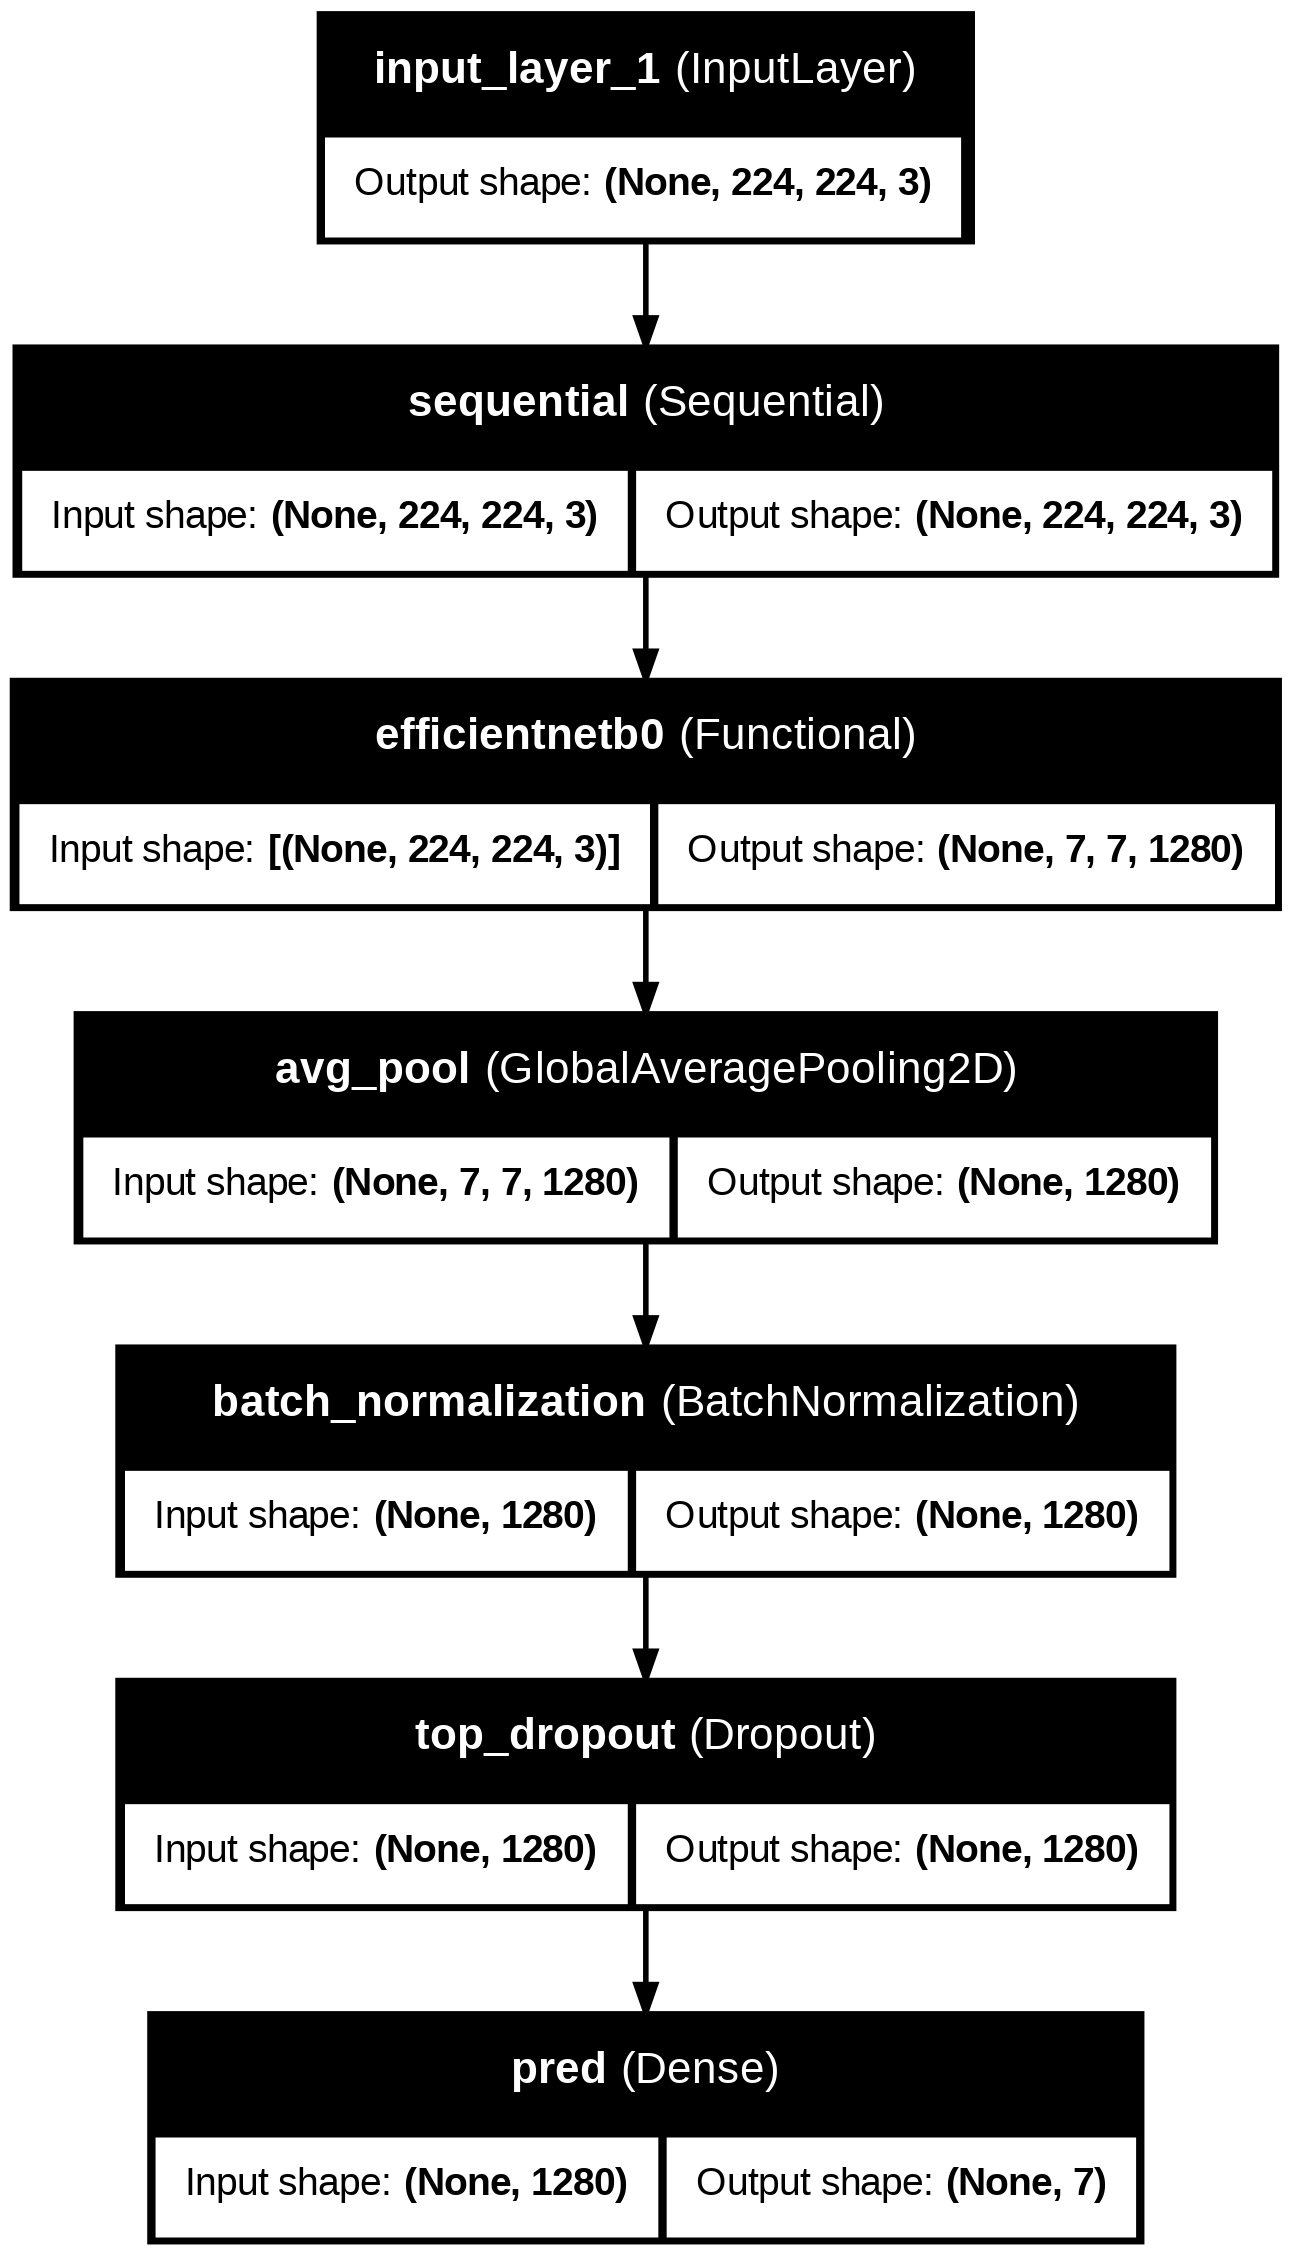 input_layer_1 (InputLayer)
Output shape: (None, 224, 224, 3)
sequential (Sequential)
Input shape: (None, 224, 224, 3) Output shape: (None, 224, 224, 3)
efficientnetb0 (Functional)
Input shape: [(None, 224, 224, 3)] Output shape: (None, 7, 7, 1280)
avg_pool (GlobalAveragePooling2D)
Input shape: (None, 7, 7, 1280) Output shape: (None, 1280)
batch_normalization (BatchNormalization)
Input shape: (None, 1280) Output shape: (None, 1280)
top_dropout (Dropout)
Input shape: (None, 1280) Output shape: (None, 1280)
pred (Dense)
Input shape: (None, 1280) Output shape: (None, 7)